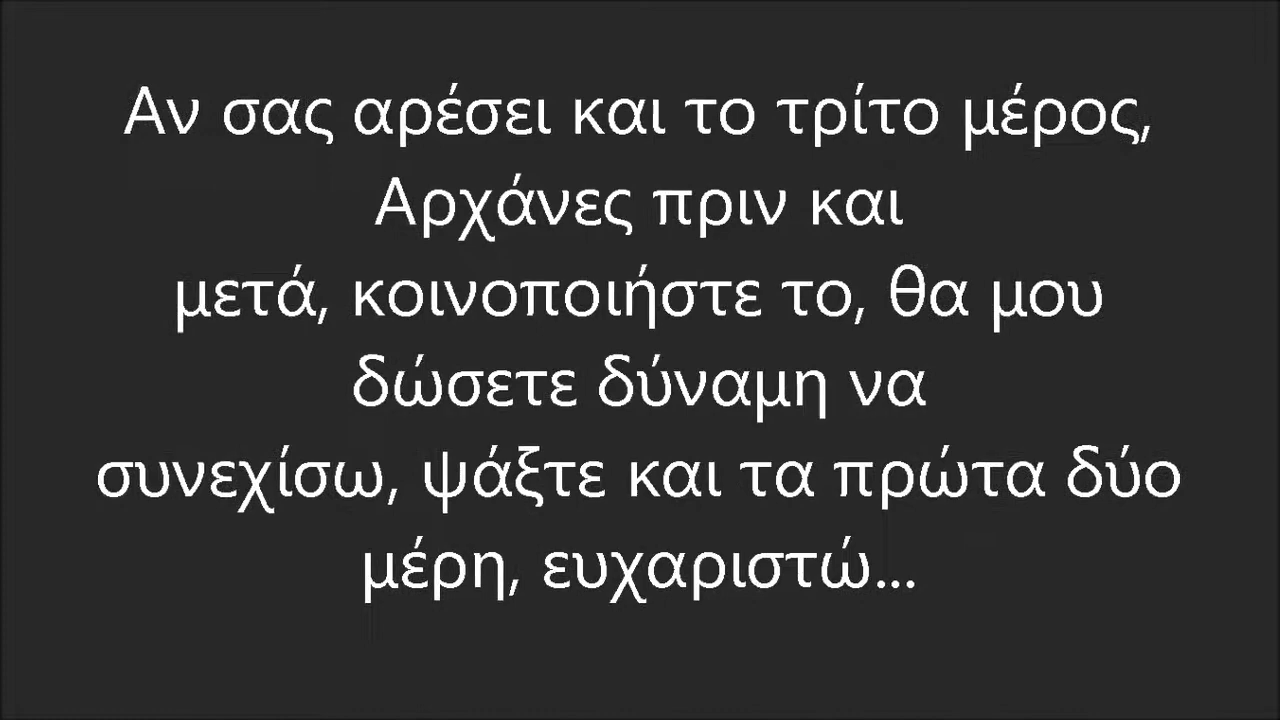 Αν σας αρέσει και το τρίτο μέρος,
Αρχάνες πριν και
μετά, κοινοποιήστε το, θα μου
δώσετε δύναμη να
συνεχίσω, ψάξτε και τα πρώτα δύο
μέρη, ευχαριστώ...